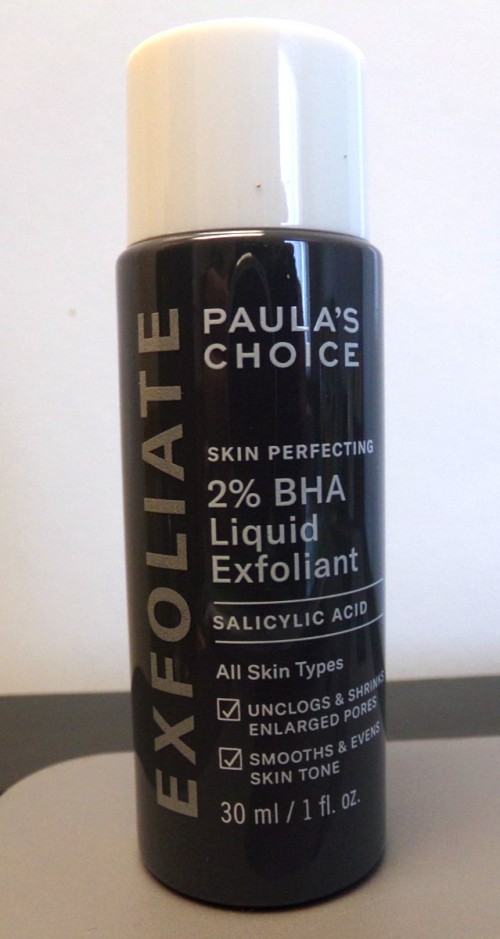 EXFOLIATE
PAULA'S
CHOICE
SKIN PERFECTING
2% BHA
Liquid
Exfoliant
SALICYLIC ACID
All Skin Types
UNCLOGS & SHRINKS
ENLARGED PORES
SMOOTHS & EVENS
SKIN TONE
30 ml / 1 fl. oz.